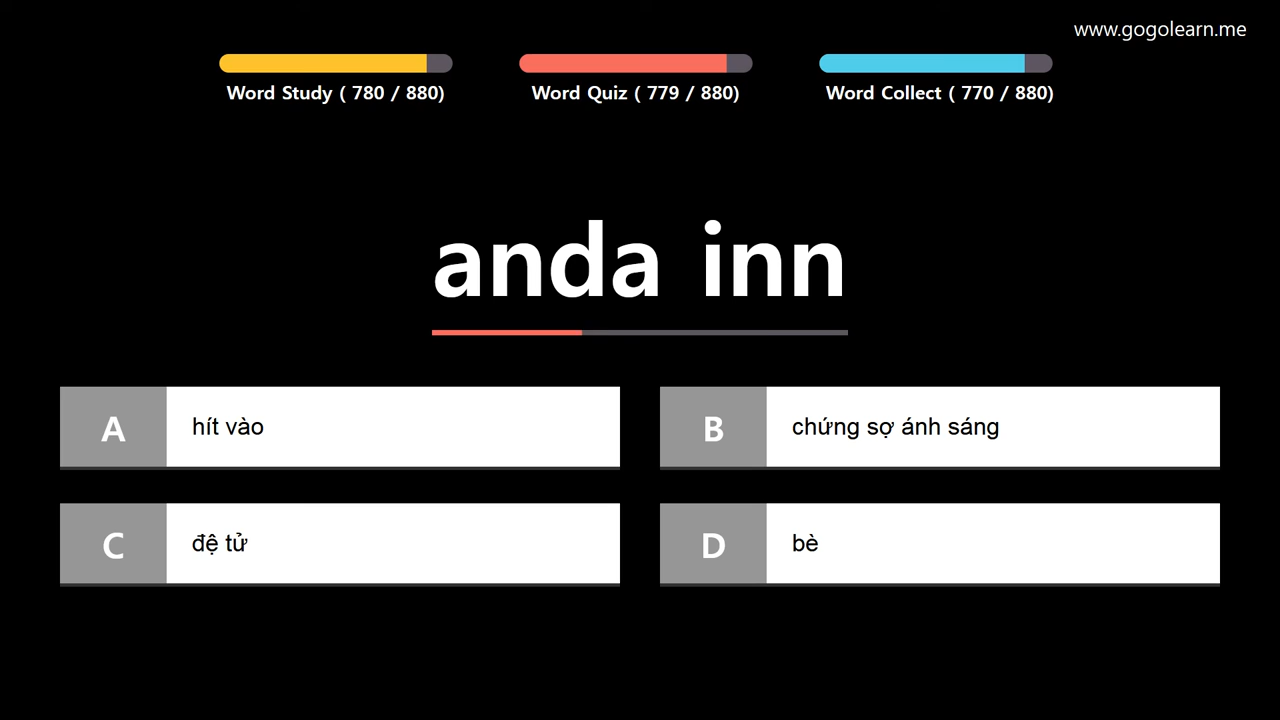 www.gogolearn.me
Word Study ( 780 / 880)
Word Quiz ( 779 / 880)
Word Collect ( 770 / 880)
anda inn
A hít vào
B chứng sợ ánh sáng
C đệ tử
D bè